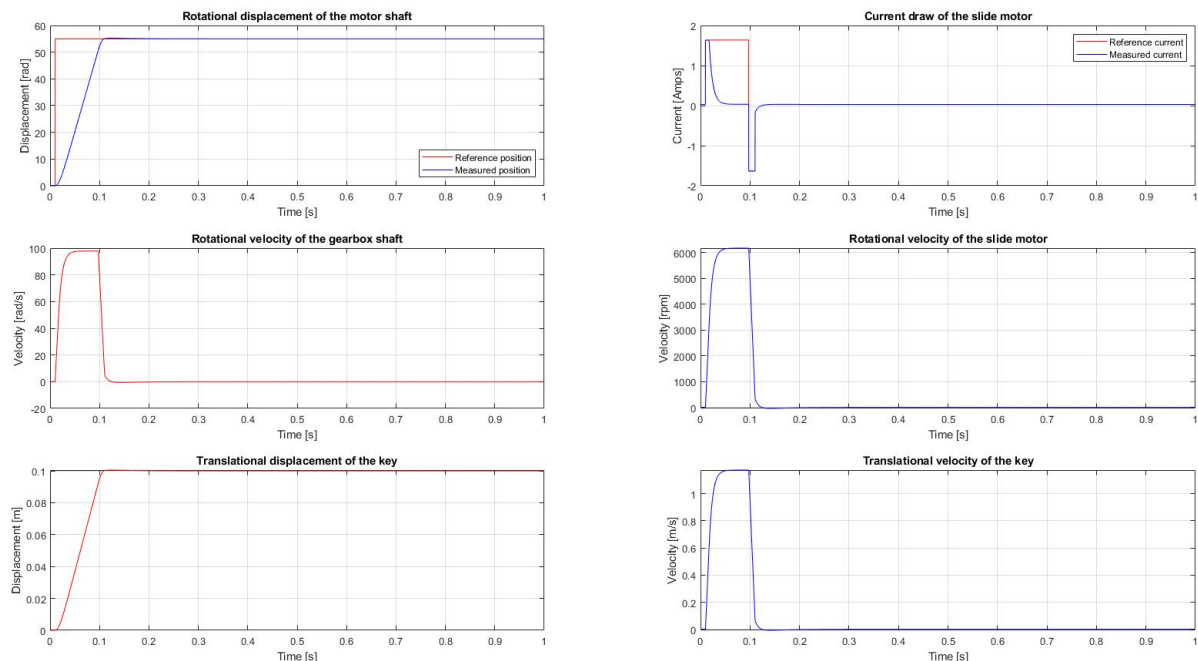 Rotational displacement of the motor shaft
60
50
40
30
20
10
0
Displacement [rad]
Reference position
Measured position
0 0.1 0.2 0.3 0.4 0.5 0.6 0.7 0.8 0.9 1
Time [s]
Current draw of the slide motor
2
1
0
-1
-2
Current [Amps]
Reference current
Measured current
0 0.1 0.2 0.3 0.4 0.5 0.6 0.7 0.8 0.9 1
Time [s]
Rotational velocity of the gearbox shaft
100
80
60
40
20
0
-20
Velocity [rad/s]
0 0.1 0.2 0.3 0.4 0.5 0.6 0.7 0.8 0.9 1
Time [s]
Rotational velocity of the slide motor
6000
5000
4000
3000
2000
1000
0
Velocity [rpm]
0 0.1 0.2 0.3 0.4 0.5 0.6 0.7 0.8 0.9 1
Time [s]
Translational displacement of the key
0.1
0.08
0.06
0.04
0.02
0
Displacement [m]
0 0.1 0.2 0.3 0.4 0.5 0.6 0.7 0.8 0.9 1
Time [s]
Translational velocity of the key
1
0.8
0.6
0.4
0.2
0
Velocity [m/s]
0 0.1 0.2 0.3 0.4 0.5 0.6 0.7 0.8 0.9 1
Time [s]